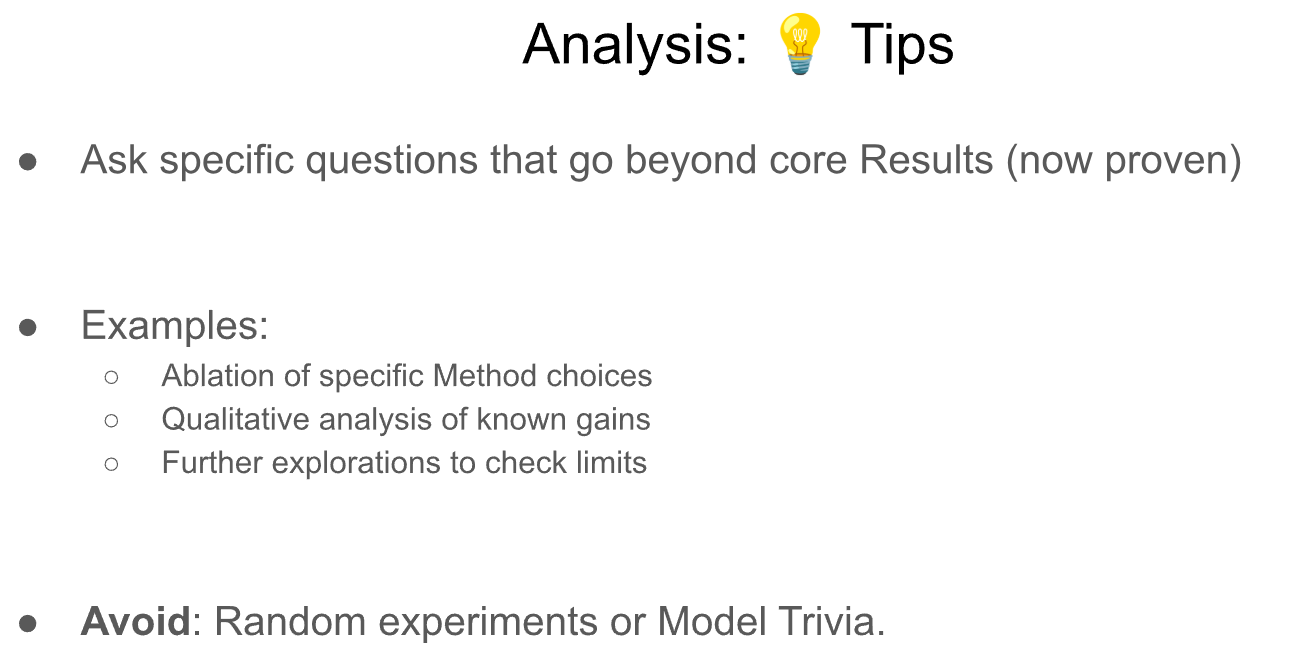 Analysis: 💡 Tips
● Ask specific questions that go beyond core Results (now proven)
● Examples:
○ Ablation of specific Method choices
○ Qualitative analysis of known gains
○ Further explorations to check limits
● Avoid: Random experiments or Model Trivia.